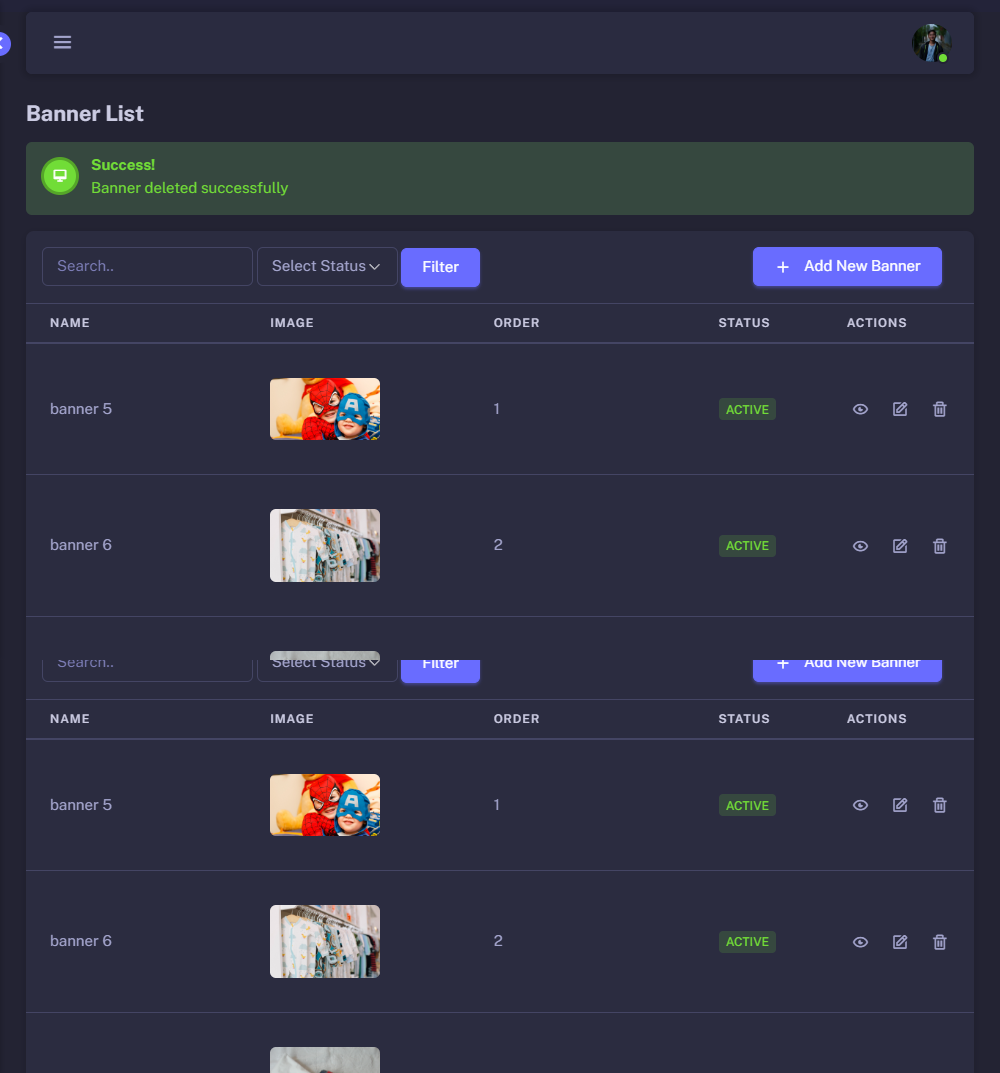 Banner List
Success!
Banner deleted successfully
Search.. Select Status Filter + Add New Banner
NAME IMAGE ORDER STATUS ACTIONS
banner 5 1 ACTIVE
banner 6 2 ACTIVE
Search.. Select Status Filter + Add New Banner
NAME IMAGE ORDER STATUS ACTIONS
banner 5 1 ACTIVE
banner 6 2 ACTIVE